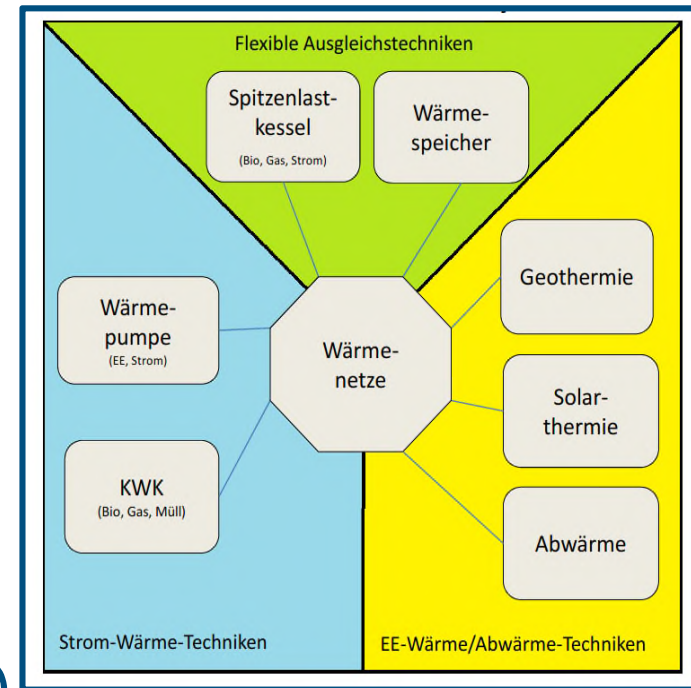 Flexible Ausgleichstechniken
Spitzenlast-
kessel
(Bio, Gas, Strom)
Wärme-
speicher
Wärme-
pumpe
(EE, Strom)
KWK
(Bio, Gas, Müll)
Wärme-
netze
Geothermie
Solar-
thermie
Abwärme
Strom-Wärme-Techniken
EE-Wärme/Abwärme-Techniken